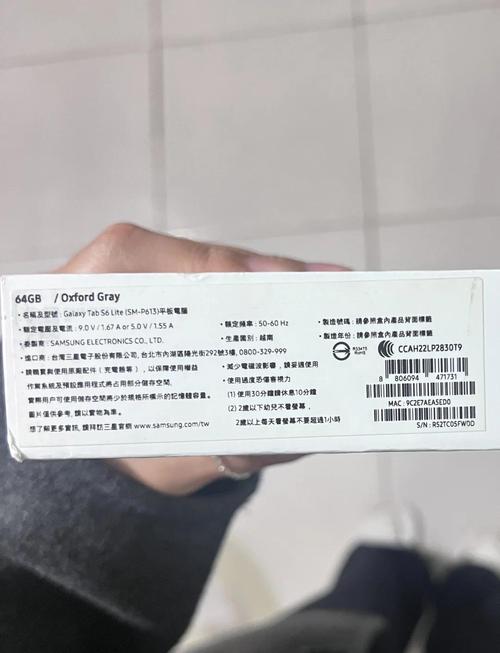 64GB / Oxford Gray
・名稱及型號：Galaxy Tab S6 Lite (SM-P613)平板電腦
・額定電壓及電流：9.0 V / 1.67 A or 5.0 V / 1.55 A
・額定頻率：50-60 Hz
・製造號碼：請參照盒內產品背面標籤
・委製商：SAMSUNG ELECTRONICS CO., LTD.
・生產國別：越南
・製造年份：請參照盒內產品背面標籤
・進口商：台灣三星電子股份有限公司, 台北市內湖區陽光街292號3樓, 0800-329-999
R53475
RoHS
CCAH22LP2830T9
・請購買與使用原廠配件（充電器等），以保障使用權益
・減少電磁波影響，請妥適使用
作業系統及預設應用程式將占用部分儲存空間,
・使用過度恐傷害視力
8 806094 471731
實際用戶可使用儲存空間將少於規格所標示記憶體容量。
(1) 使用30分鐘請休息10分鐘
MAC : 9C2E7AEA5ED0
圖片僅供參考, 請以實物為準。
(2) 2歲以下幼兒不看螢幕，
想了解更多資訊, 請拜訪三星官網 www.samsung.com/tw
2歲以上每天看螢幕不要超過1小時
S/N : R52TC05FWDD